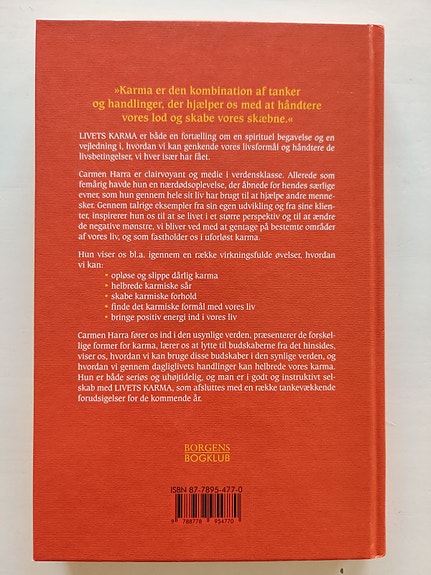 »Karma er den kombination af tanker
og handlinger, der hjælper os med at håndtere
vores lod og skabe vores skæbne.«
LIVETS KARMA er både en fortælling om en spirituel begavelse og en
vejledning i, hvordan vi kan genkende vores livsformål og håndtere de
livsbetingelser, vi hver især har fået.
Carmen Harra er clairvoyant og medie i verdensklasse. Allerede som
femårig havde hun en nærdødsoplevelse, der åbnede for hendes særlige
evner, som hun gennem hele sit liv har brugt til at hjælpe andre menne-
sker. Gennem talrige eksempler fra sin egen udvikling og fra sine klien-
ter, inspirerer hun os til at se livet i et større perspektiv og til at ændre
de negative mønstre, vi bliver ved med at gentage på bestemte områder
af vores liv, og som fastholder os i uforløst karma.
Hun viser os bl.a. igennem en række virkningsfulde øvelser, hvordan
vi kan:
• opløse og slippe dårlig karma
• helbrede karmiske sår
• skabe karmiske forhold
• finde det karmiske formål med vores liv
• bringe positiv energi ind i vores liv
Carmen Harra fører os ind i den usynlige verden, præsenterer de forskel-
lige former for karma, lærer os at lytte til budskaberne fra det hinsides,
viser os, hvordan vi kan bruge disse budskaber i den synlige verden, og
hvordan vi gennem dagliglivets handlinger kan helbrede vores karma.
Hun er både seriøs og uhøjtidelig, og man er i godt og instruktivt sel-
skab med LIVETS KARMA, som afsluttes med en række tankevækkende
forudsigelser for de kommende år.
BORGENS
BOGKLUB
ISBN 87-7895-477-0
9 788778 954770